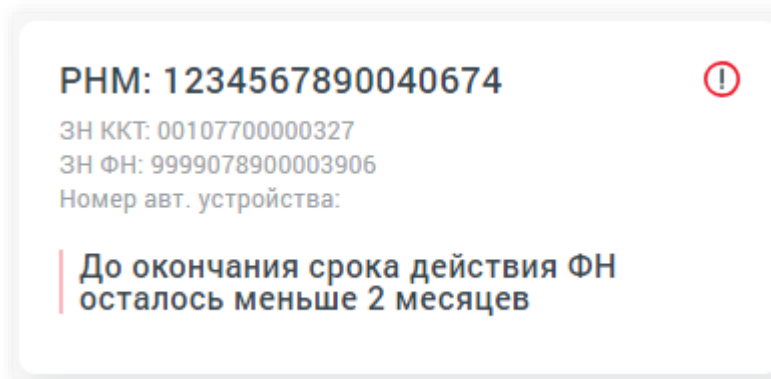 РНМ: 1234567890040674
ЗН ККТ: 00107700000327
ЗН ФН: 9999078900003906
Номер авт. устройства:
До окончания срока действия ФН
осталось меньше 2 месяцев